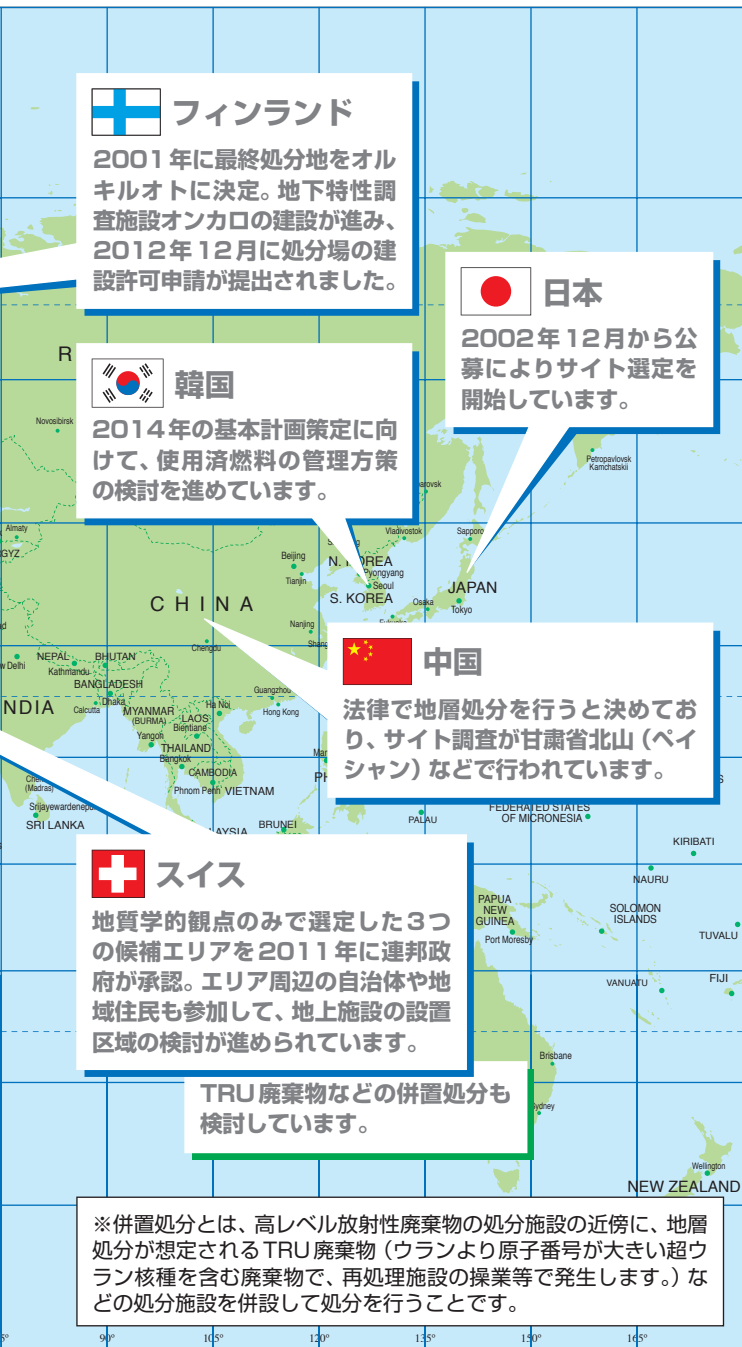 フィンランド
2001年に最終処分地をオル
キルオトに決定。地下特性調
査施設オンカロの建設が進み、
2012年12月に処分場の建
設許可申請が提出されました。
日本
2002年12月から公
募によりサイト選定を
開始しています。
R
韓国
2014年の基本計画策定に向
けて、使用済燃料の管理方策
の検討を進めています。
Novosibirsk
Petropavlovsk
Kamchatskii
Almaty
Vladivostok
Sapporo
Beijing
Tianjin
Pyongyang
Seoul
S. KOREA
JAPAN
Osaka
Tokyo
CHINA
Nanjing
Chengdu
NEPAL
Kathmandu
BHUTAN
BANGLADESH
Dhaka
Calcutta
NDIA
MYANMAR
(BURMA)
Yangon
LAOS
Bientiane
Ha Noi
Guangzhou
Hong Kong
THAILAND
Bangkok
CAMBODIA
Phnom Penh
VIETNAM
(Madras)
SRI LANKA
BRUNEI
中国
法律で地層処分を行うと決めてお
り、サイト調査が甘粛省北山（ペイ
シャン）などで行われています。
PALAU
FEDERATED STATES
OF MICRONESIA
KIRIBATI
NAURU
PAPUA
NEW
GUINEA
Port Moresby
SOLOMON
ISLANDS
TUVALU
VANUATU
FIJI
スイス
地質学的観点のみで選定した3つ
の候補エリアを2011年に連邦政
府が承認。エリア周辺の自治体や地
域住民も参加して、地上施設の設置
区域の検討が進められています。
TRU廃棄物などの併置処分も
検討しています。
Brisbane
Wellington
NEW ZEALAND
※併置処分とは、高レベル放射性廃棄物の処分施設の近傍に、地層
処分が想定されるTRU廃棄物（ウランより原子番号が大きい超ウ
ラン核種を含む廃棄物で、再処理施設の操業等で発生します。）な
どの処分施設を併設して処分を行うことです。
90°
105°
120°
135°
150°
165°